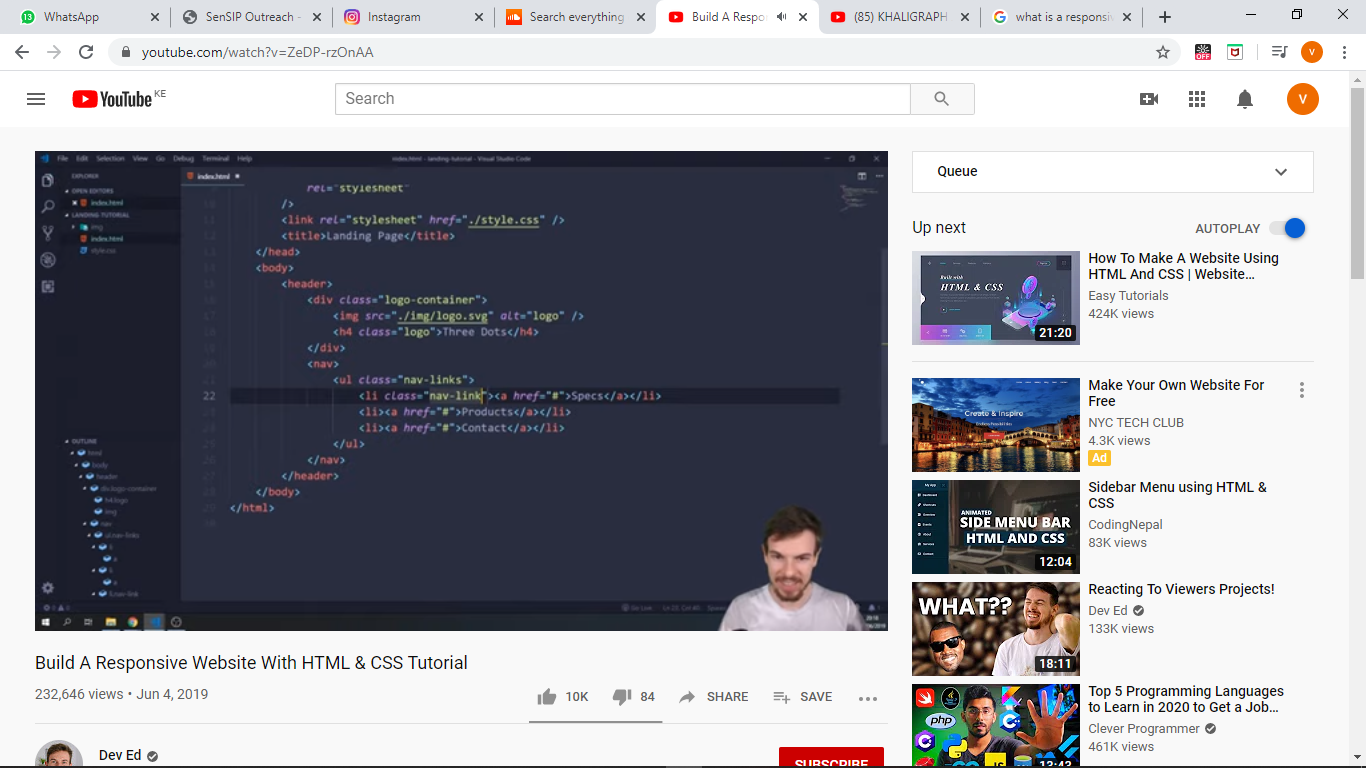 WhatsApp
SenSIP Outreach -
Instagram
Search everything
Build A Respo
(85) KHALIGRAPH
what is a responsiv
youtube.com/watch?v=ZeDP-rzOnAA
OFF
V
YouTube KE
Search
V
File Edit Selection View Go Debug Terminal Help
index.html - landing-tutorial - Visual Studio Code
EXPLORER
OPEN EDITORS
index.html
LANDING TUTORIAL
img
index.html
style.css
index.html
rel="stylesheet"
/>
<link rel="stylesheet" href="./style.css" />
<title>Landing Page</title>
</head>
<body>
<header>
<div class="logo-container">
<img src="./img/logo.svg" alt="logo" />
<h4 class="logo">Three Dots</h4>
</div>
<nav>
<ul class="nav-links">
22 <li class="nav-link"><a href="#">Specs</a></li>
<li><a href="#">Products</a></li>
<li><a href="#">Contact</a></li>
</ul>
</nav>
</header>
</body>
</html>
OUTLINE
html
body
header
div.logo-container
h4.logo
img
nav
ul.nav-links
li
a
li
a
li.nav-link
Build A Responsive Website With HTML & CSS Tutorial
232,646 views • Jun 4, 2019
10K
84
SHARE
SAVE
Dev Ed
SUBSCRIBE
Queue
Up next
AUTOPLAY
Built with
HTML & CSS
21:20
How To Make A Website Using
HTML And CSS | Website…
Easy Tutorials
424K views
Create & Inspire
Make Your Own Website For
Free
NYC TECH CLUB
4.3K views
Ad
My App
ANIMATED
SIDE MENU BAR
HTML AND CSS
12:04
Sidebar Menu using HTML &
CSS
CodingNepal
83K views
WHAT??
18:11
Reacting To Viewers Projects!
Dev Ed
133K views
php
JS
13:43
Top 5 Programming Languages
to Learn in 2020 to Get a Job…
Clever Programmer
461K views